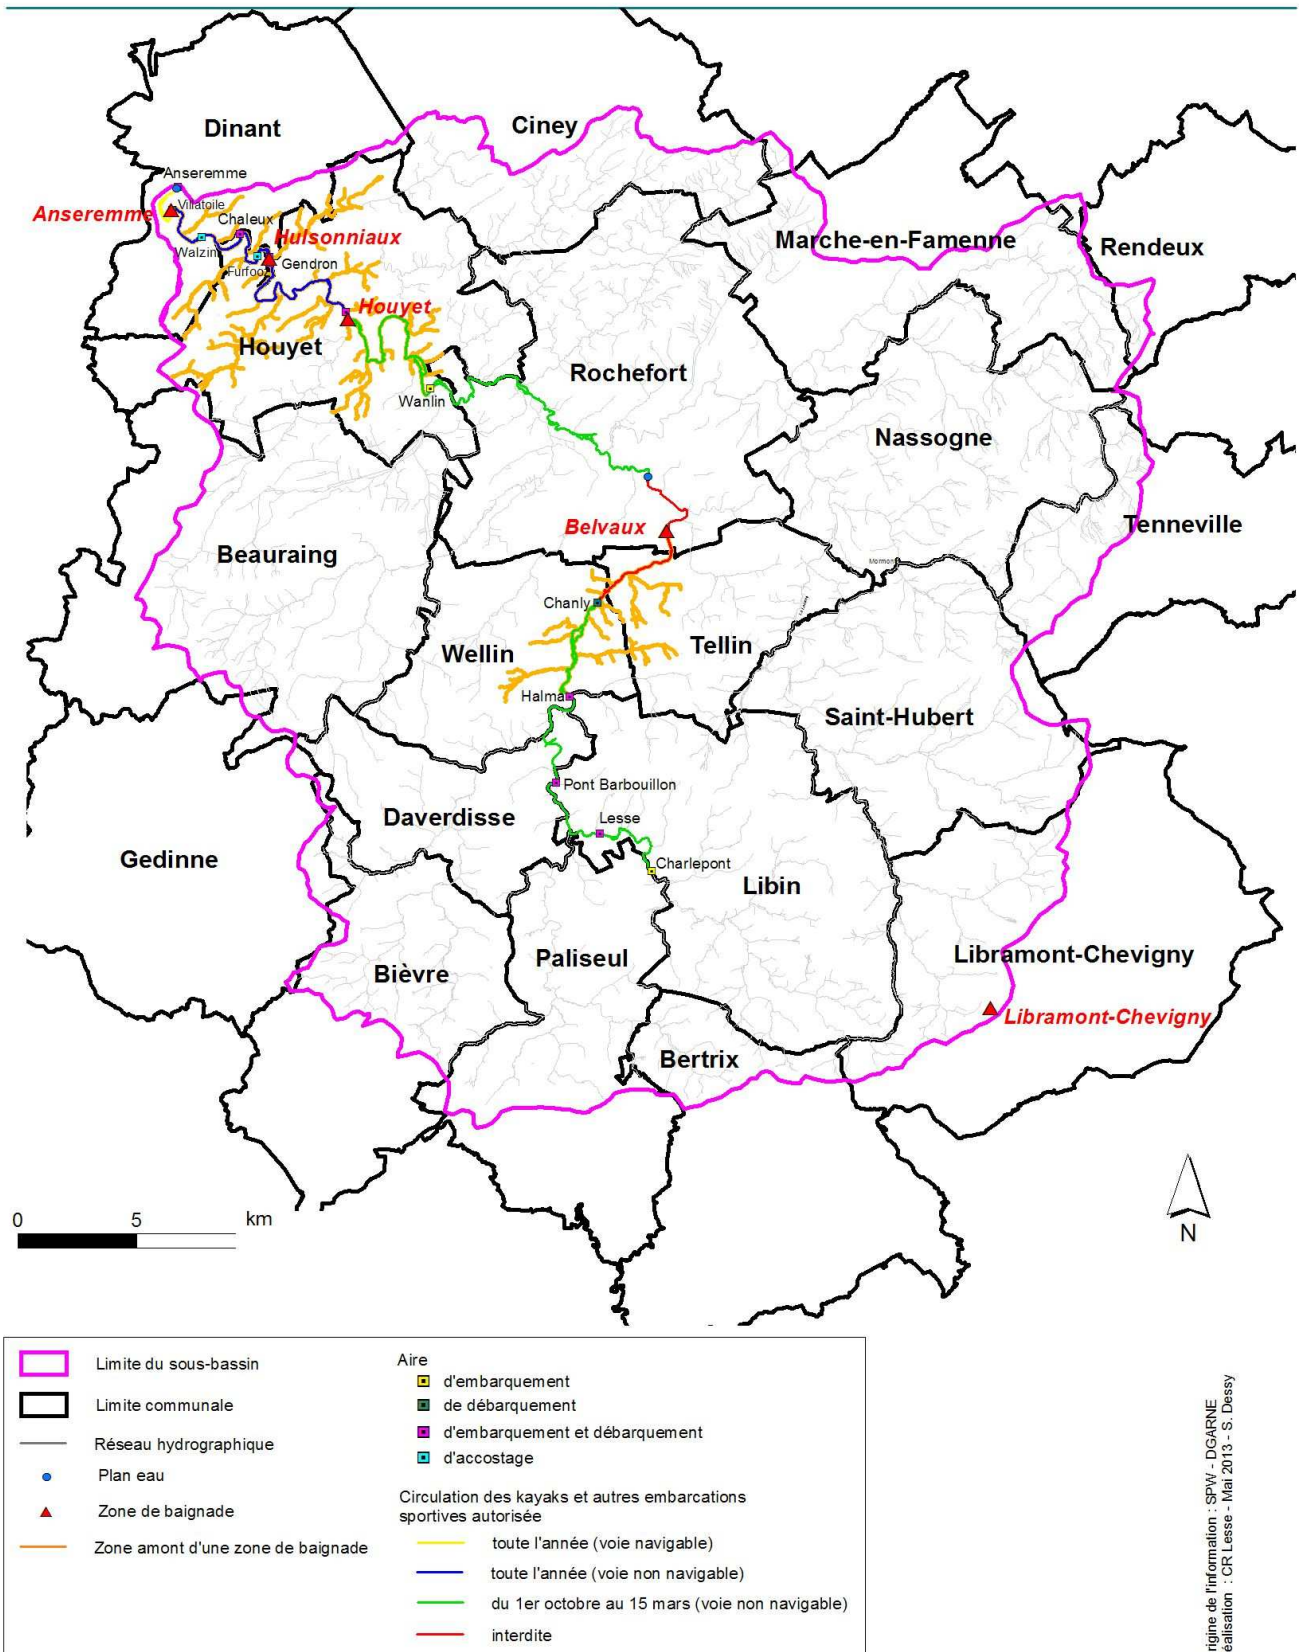 Dinant
Ciney
Anseremme
Villatoile
Anseremme
Chaleux
Hulsonniaux
Walzin
Furfooz
Gendron
Marche-en-Famenne
Rendeux
Houyet
Houyet
Rochefort
Wanlin
Nassogne
Belvaux
Tenneville
Beauraing
Chanly
Wellin
Tellin
Halma
Saint-Hubert
Pont Barbouillon
Daverdisse
Lesse
Gedinne
Charlepont
Libin
Libramont-Chevigny
Paliseul
Bièvre
Libramont-Chevigny
Bertrix
0 5 km
N
Limite du sous-bassin
Limite communale
Réseau hydrographique
Plan eau
Zone de baignade
Zone amont d'une zone de baignade
Aire
d'embarquement
de débarquement
d'embarquement et débarquement
d'accostage
Circulation des kayaks et autres embarcations
sportives autorisée
toute l'année (voie navigable)
toute l'année (voie non navigable)
du 1er octobre au 15 mars (voie non navigable)
interdite
rigine de l'information : SPW - DGARNE
éalisation : CR Lesse - Mai 2013 - S. Dessy